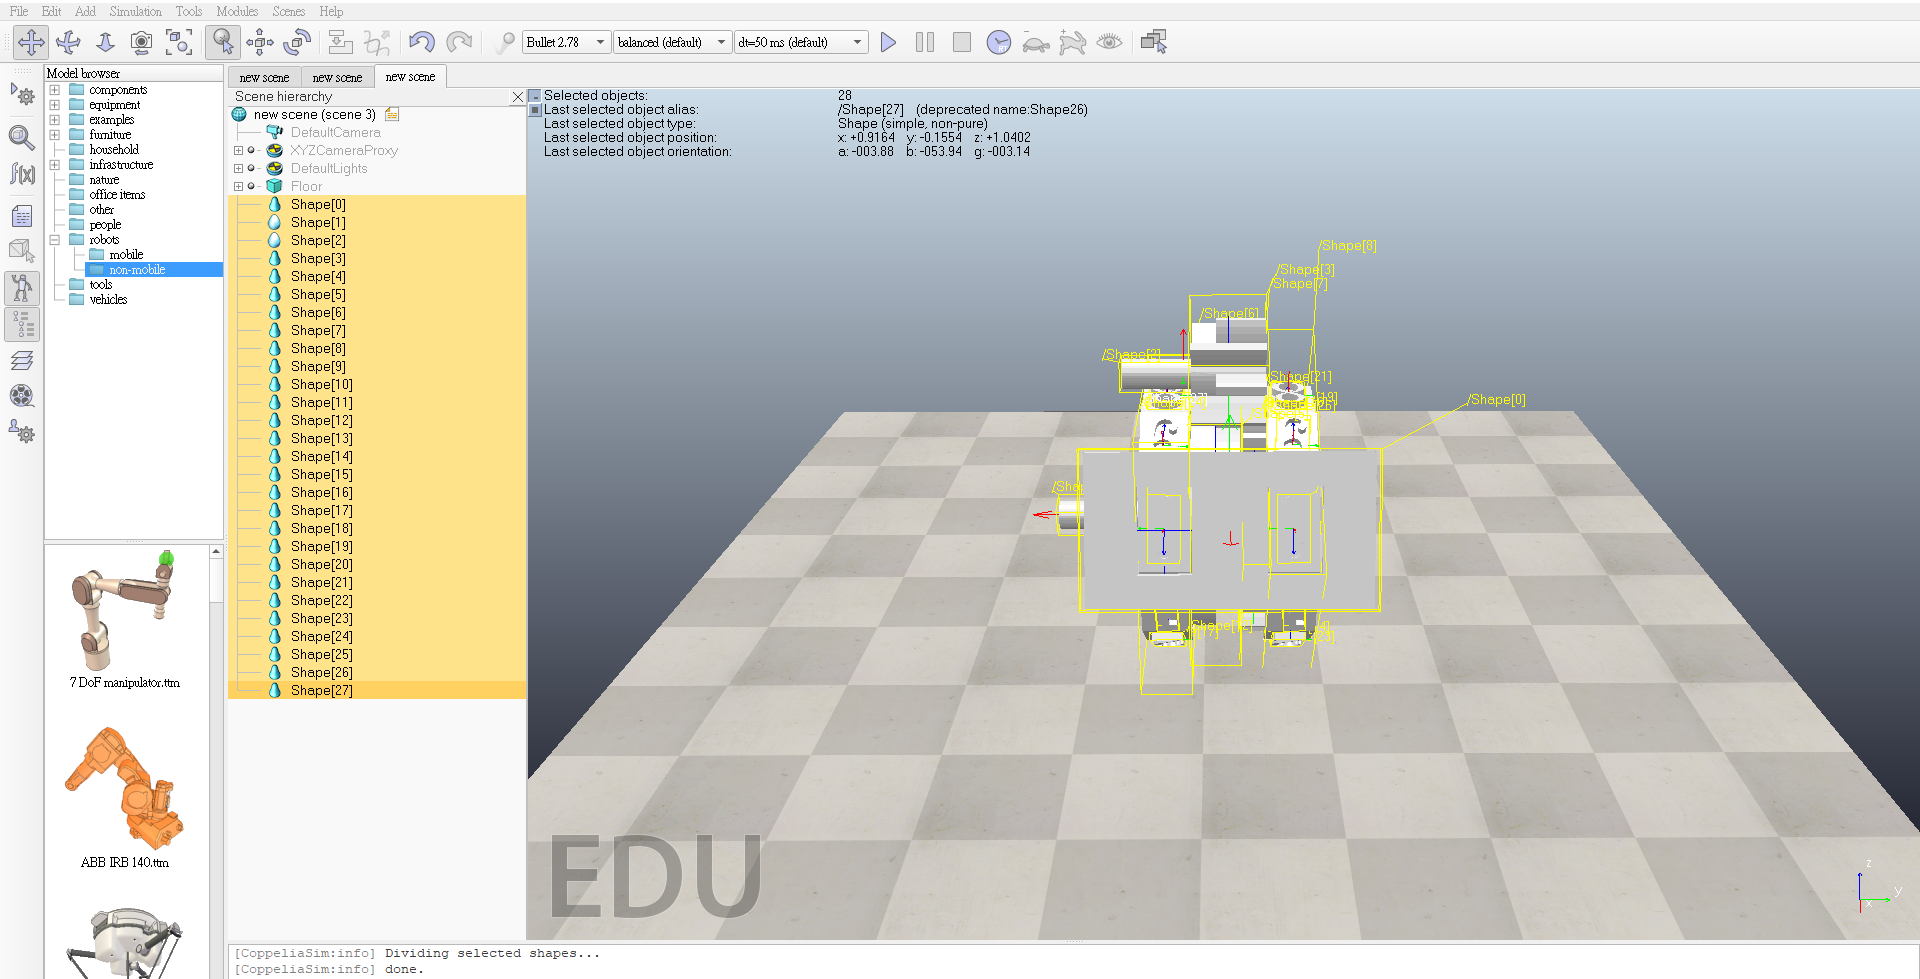 File Edit Add Simulation Tools Modules Scenes Help
Bullet 2.78 balanced (default) dt=50 ms (default)
RT
f(x)
Model browser
components
equipment
examples
furniture
household
infrastructure
nature
office items
other
people
robots
mobile
non-mobile
tools
vehicles
7 DoF manipulator.ttm
ABB IRB 140.ttm
new scene new scene new scene
Scene hierarchy
new scene (scene 3)
DefaultCamera
XYZCameraProxy
DefaultLights
Floor
Shape[0]
Shape[1]
Shape[2]
Shape[3]
Shape[4]
Shape[5]
Shape[6]
Shape[7]
Shape[8]
Shape[9]
Shape[10]
Shape[11]
Shape[12]
Shape[13]
Shape[14]
Shape[15]
Shape[16]
Shape[17]
Shape[18]
Shape[19]
Shape[20]
Shape[21]
Shape[22]
Shape[23]
Shape[24]
Shape[25]
Shape[26]
Shape[27]
Selected objects: 28
Last selected object alias: /Shape[27] (deprecated name:Shape26)
Last selected object type: Shape (simple, non-pure)
Last selected object position: x: +0.9164 y: -0.1554 z: +1.0402
Last selected object orientation: a: -003.88 b: -053.94 g: -003.14
/Shape[8]
/Shape[3]
/Shape[7]
/Shape[6]
/Shape[2]
/Shape[21]
/Shape[0]
/Sha
EDU
z
y
x
[CoppeliaSim:info] Dividing selected shapes...
[CoppeliaSim:info] done.